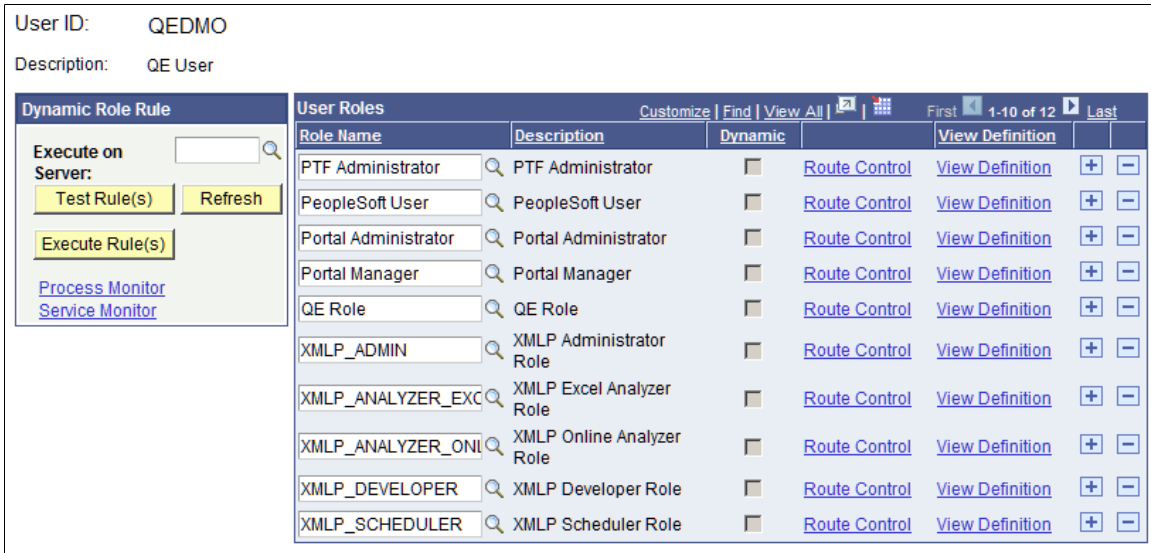 User ID: QEDMO
Description: QE User
Dynamic Role Rule
Execute on Server:
Test Rule(s) Refresh
Execute Rule(s)
Process Monitor
Service Monitor
User Roles Customize | Find | View All | | First 1-10 of 12 Last
Role Name Description Dynamic View Definition
PTF Administrator PTF Administrator Route Control View Definition
PeopleSoft User PeopleSoft User Route Control View Definition
Portal Administrator Portal Administrator Route Control View Definition
Portal Manager Portal Manager Route Control View Definition
QE Role QE Role Route Control View Definition
XMLP_ADMIN XMLP Administrator Role Route Control View Definition
XMLP_ANALYZER_EXC XMLP Excel Analyzer Role Route Control View Definition
XMLP_ANALYZER_ONL XMLP Online Analyzer Role Route Control View Definition
XMLP_DEVELOPER XMLP Developer Role Route Control View Definition
XMLP_SCHEDULER XMLP Scheduler Role Route Control View Definition